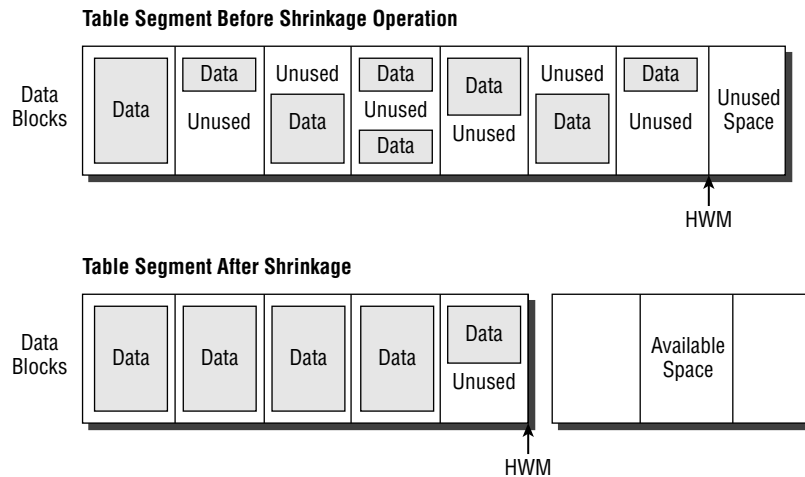 Table Segment Before Shrinkage Operation
Data
Blocks
Data
Data
Unused
Unused
Data
Data
Unused
Data
Data
Unused
Unused
Data
Data
Unused
Unused
Space
HWM
Table Segment After Shrinkage
Data
Blocks
Data
Data
Data
Data
Data
Unused
Available
Space
HWM